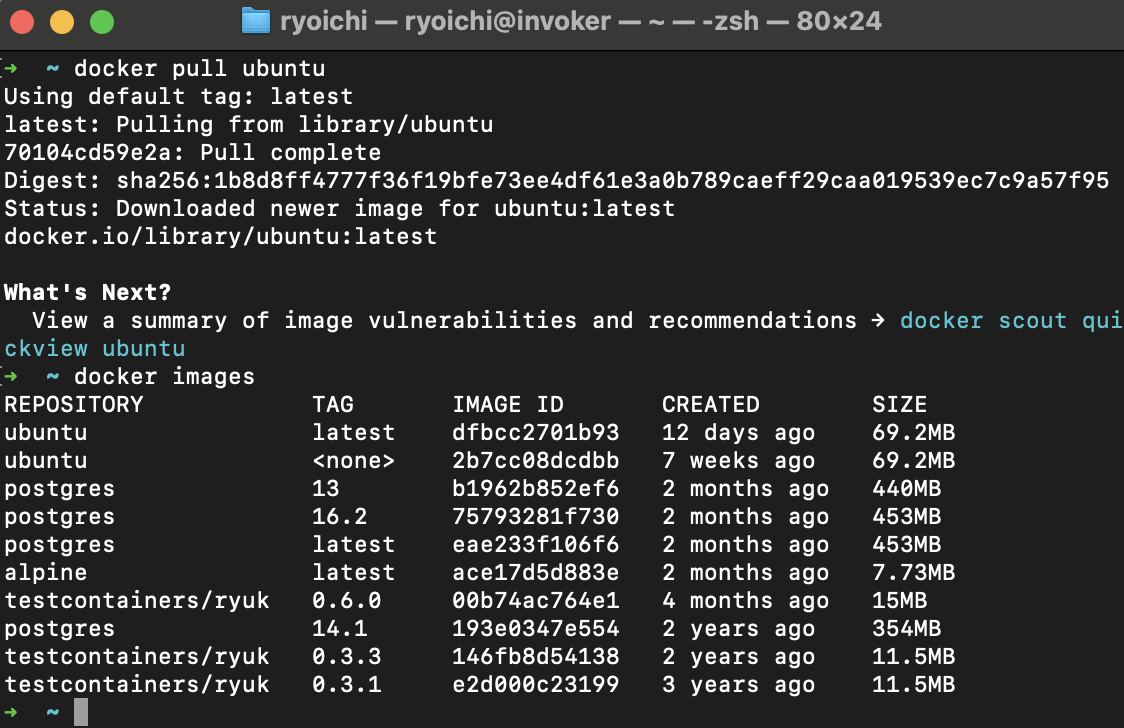 ryoichi — ryoichi@invoker — ~ — -zsh — 80×24
➜  ~ docker pull ubuntu
Using default tag: latest
latest: Pulling from library/ubuntu
70104cd59e2a: Pull complete
Digest: sha256:1b8d8ff4777f36f19bfe73ee4df61e3a0b789caeff29caa019539ec7c9a57f95
Status: Downloaded newer image for ubuntu:latest
docker.io/library/ubuntu:latest

What's Next?
  View a summary of image vulnerabilities and recommendations → docker scout qui
ckview ubuntu
➜  ~ docker images
REPOSITORY            TAG       IMAGE ID       CREATED        SIZE
ubuntu                latest    dfbcc2701b93   12 days ago    69.2MB
ubuntu                <none>    2b7cc08dcdbb   7 weeks ago    69.2MB
postgres              13        b1962b852ef6   2 months ago   440MB
postgres              16.2      75793281f730   2 months ago   453MB
postgres              latest    eae233f106f6   2 months ago   453MB
alpine                latest    ace17d5d883e   2 months ago   7.73MB
testcontainers/ryuk   0.6.0     00b74ac764e1   4 months ago   15MB
postgres              14.1      193e0347e554   2 years ago    354MB
testcontainers/ryuk   0.3.3     146fb8d54138   2 years ago    11.5MB
testcontainers/ryuk   0.3.1     e2d000c23199   3 years ago    11.5MB
➜  ~